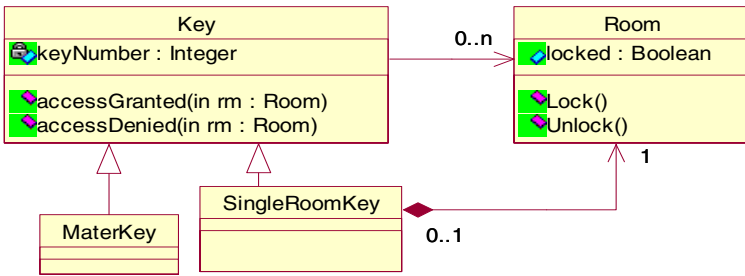 Key
keyNumber : Integer
accessGranted(in rm : Room)
accessDenied(in rm : Room)
0..n
Room
locked : Boolean
Lock()
Unlock()
1
MaterKey
SingleRoomKey
0..1